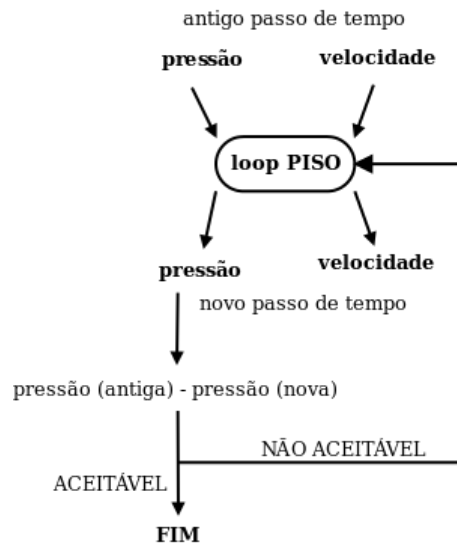 antigo passo de tempo
pressão velocidade
loop PISO
pressão velocidade
novo passo de tempo
pressão (antiga) - pressão (nova)
NÃO ACEITÁVEL
ACEITÁVEL
FIM